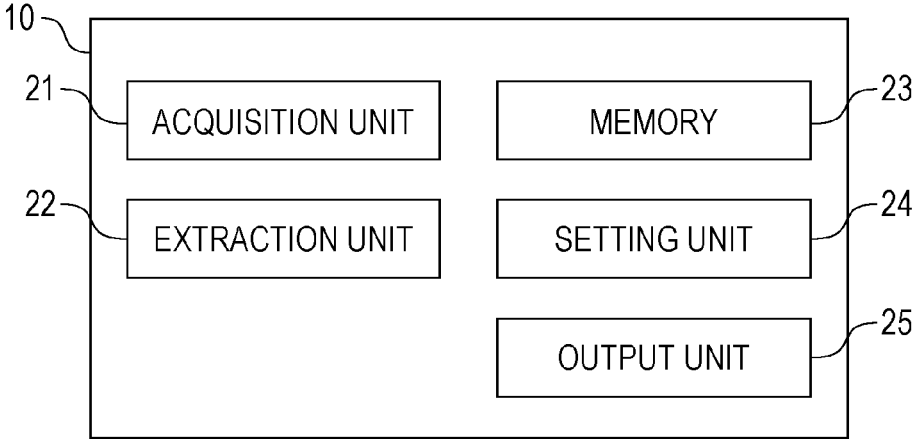 10
21
ACQUISITION UNIT
MEMORY
23
22
EXTRACTION UNIT
SETTING UNIT
24
OUTPUT UNIT
25